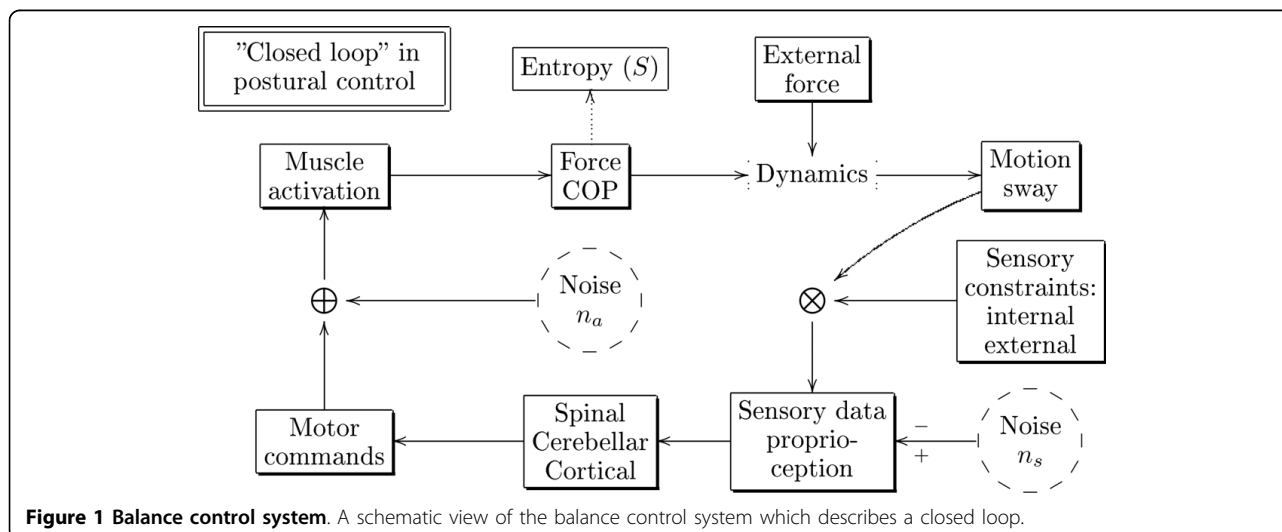 "Closed loop" in
postural control
Entropy (S)
External
force
Muscle
activation
Force
COP
Dynamics
Motion
sway
Noise
n_a
Sensory
constraints:
internal
external
Motor
commands
Spinal
Cerebellar
Cortical
Sensory data
proprio-
ception
−
+
Noise
n_s
Figure 1 Balance control system. A schematic view of the balance control system which describes a closed loop.